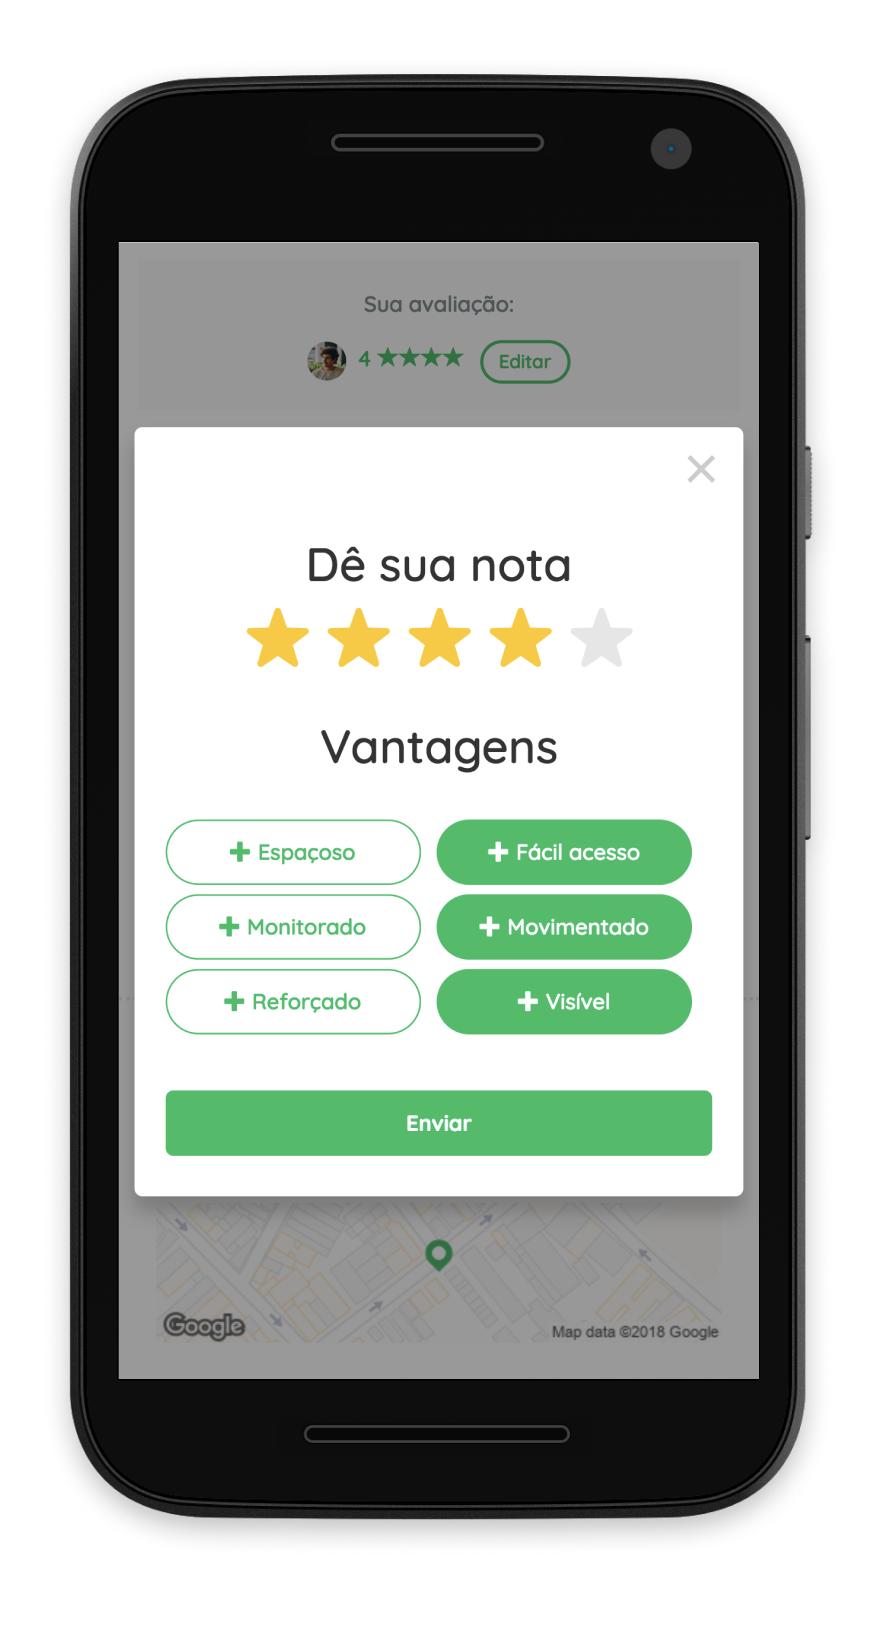 Sua avaliação:
4 ★★★★ Editar
×
Dê sua nota
Vantagens
+ Espaçoso
+ Fácil acesso
+ Monitorado
+ Movimentado
+ Reforçado
+ Visível
Enviar
Google
Map data ©2018 Google